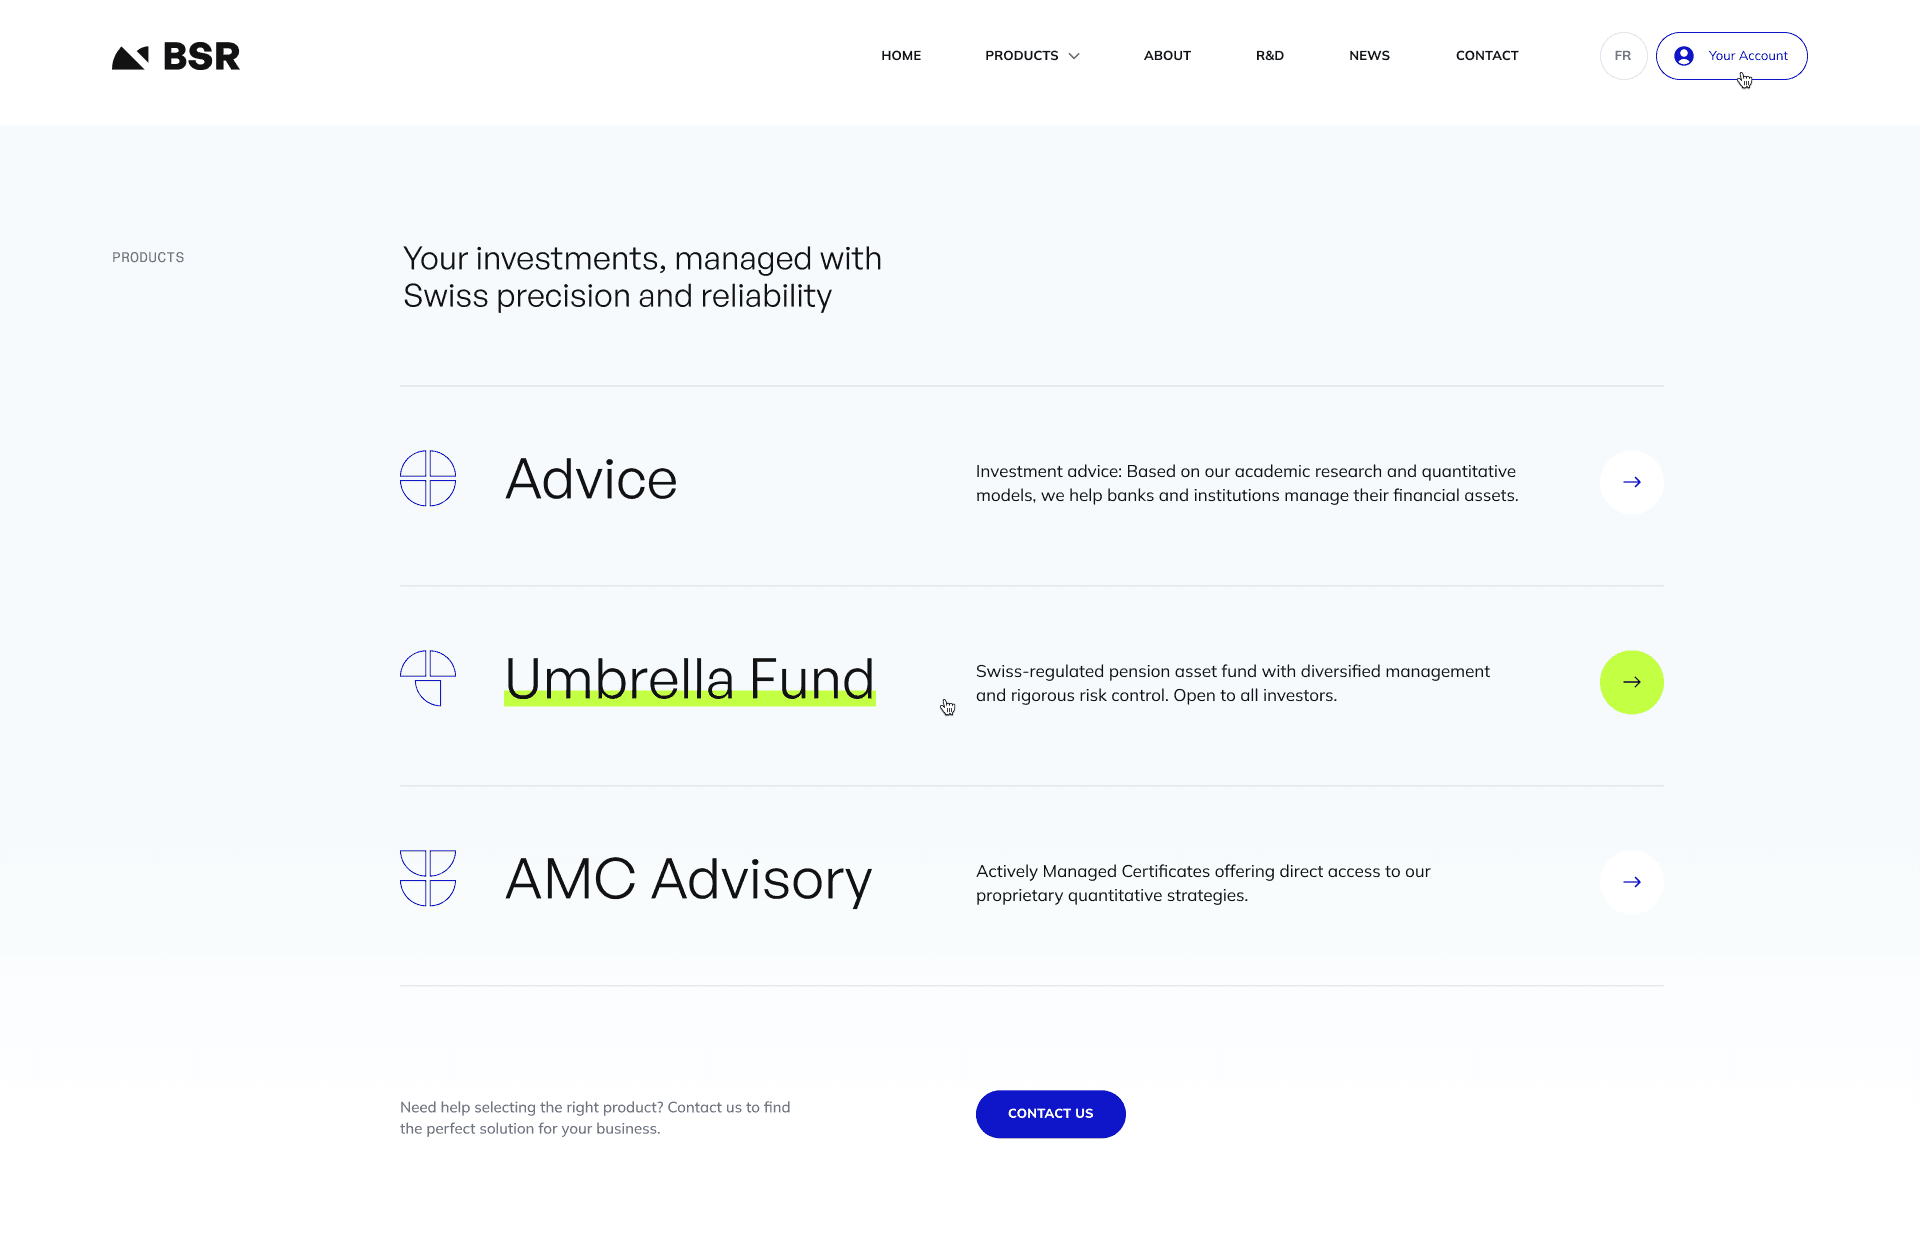 BSR
HOME
PRODUCTS
ABOUT
R&D
NEWS
CONTACT
FR
Your Account
PRODUCTS
Your investments, managed with
Swiss precision and reliability
Advice
Investment advice: Based on our academic research and quantitative
models, we help banks and institutions manage their financial assets.
Umbrella Fund
Swiss-regulated pension asset fund with diversified management
and rigorous risk control. Open to all investors.
AMC Advisory
Actively Managed Certificates offering direct access to our
proprietary quantitative strategies.
Need help selecting the right product? Contact us to find
the perfect solution for your business.
CONTACT US